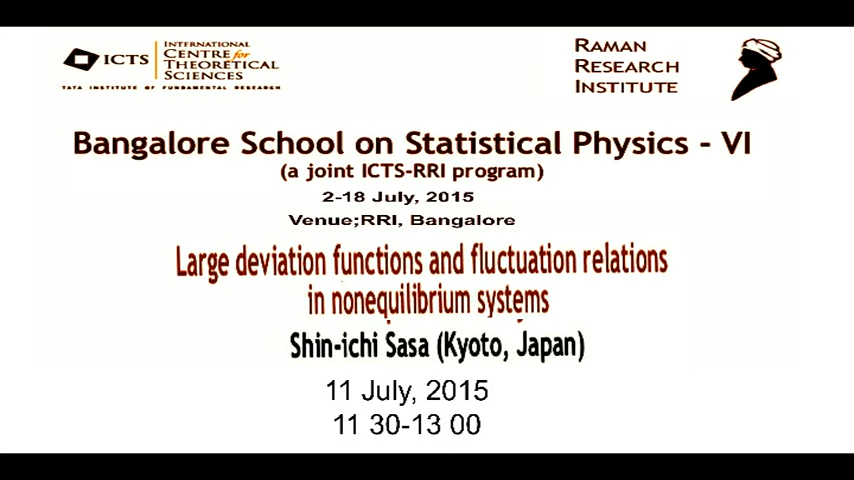 ICTS
INTERNATIONAL
CENTRE for
THEORETICAL
SCIENCES
TATA INSTITUTE OF FUNDAMENTAL RESEARCH
RAMAN
RESEARCH
INSTITUTE
Bangalore School on Statistical Physics - VI
(a joint ICTS-RRI program)
2-18 July, 2015
Venue;RRI, Bangalore
Large deviation functions and fluctuation relations
in nonequilibrium systems
Shin-ichi Sasa (Kyoto, Japan)
11 July, 2015
11 30-13 00